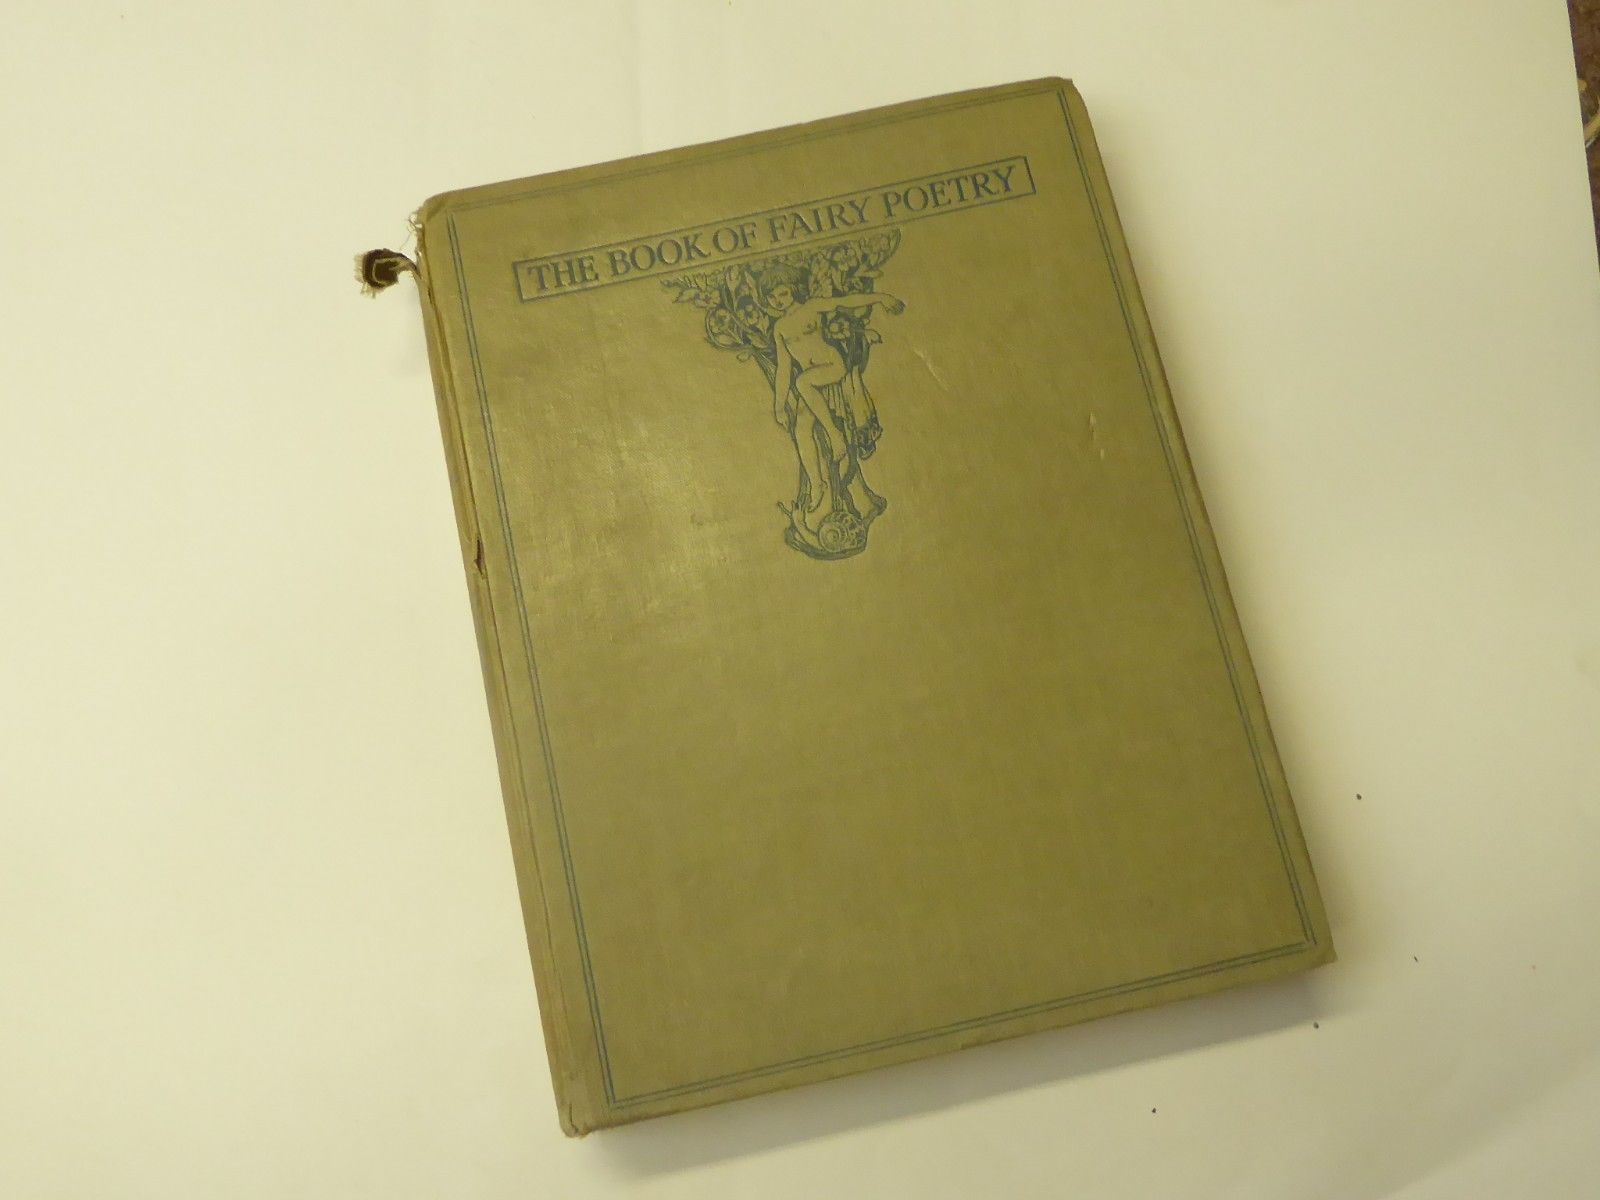 THE BOOK OF FAIRY POETRY